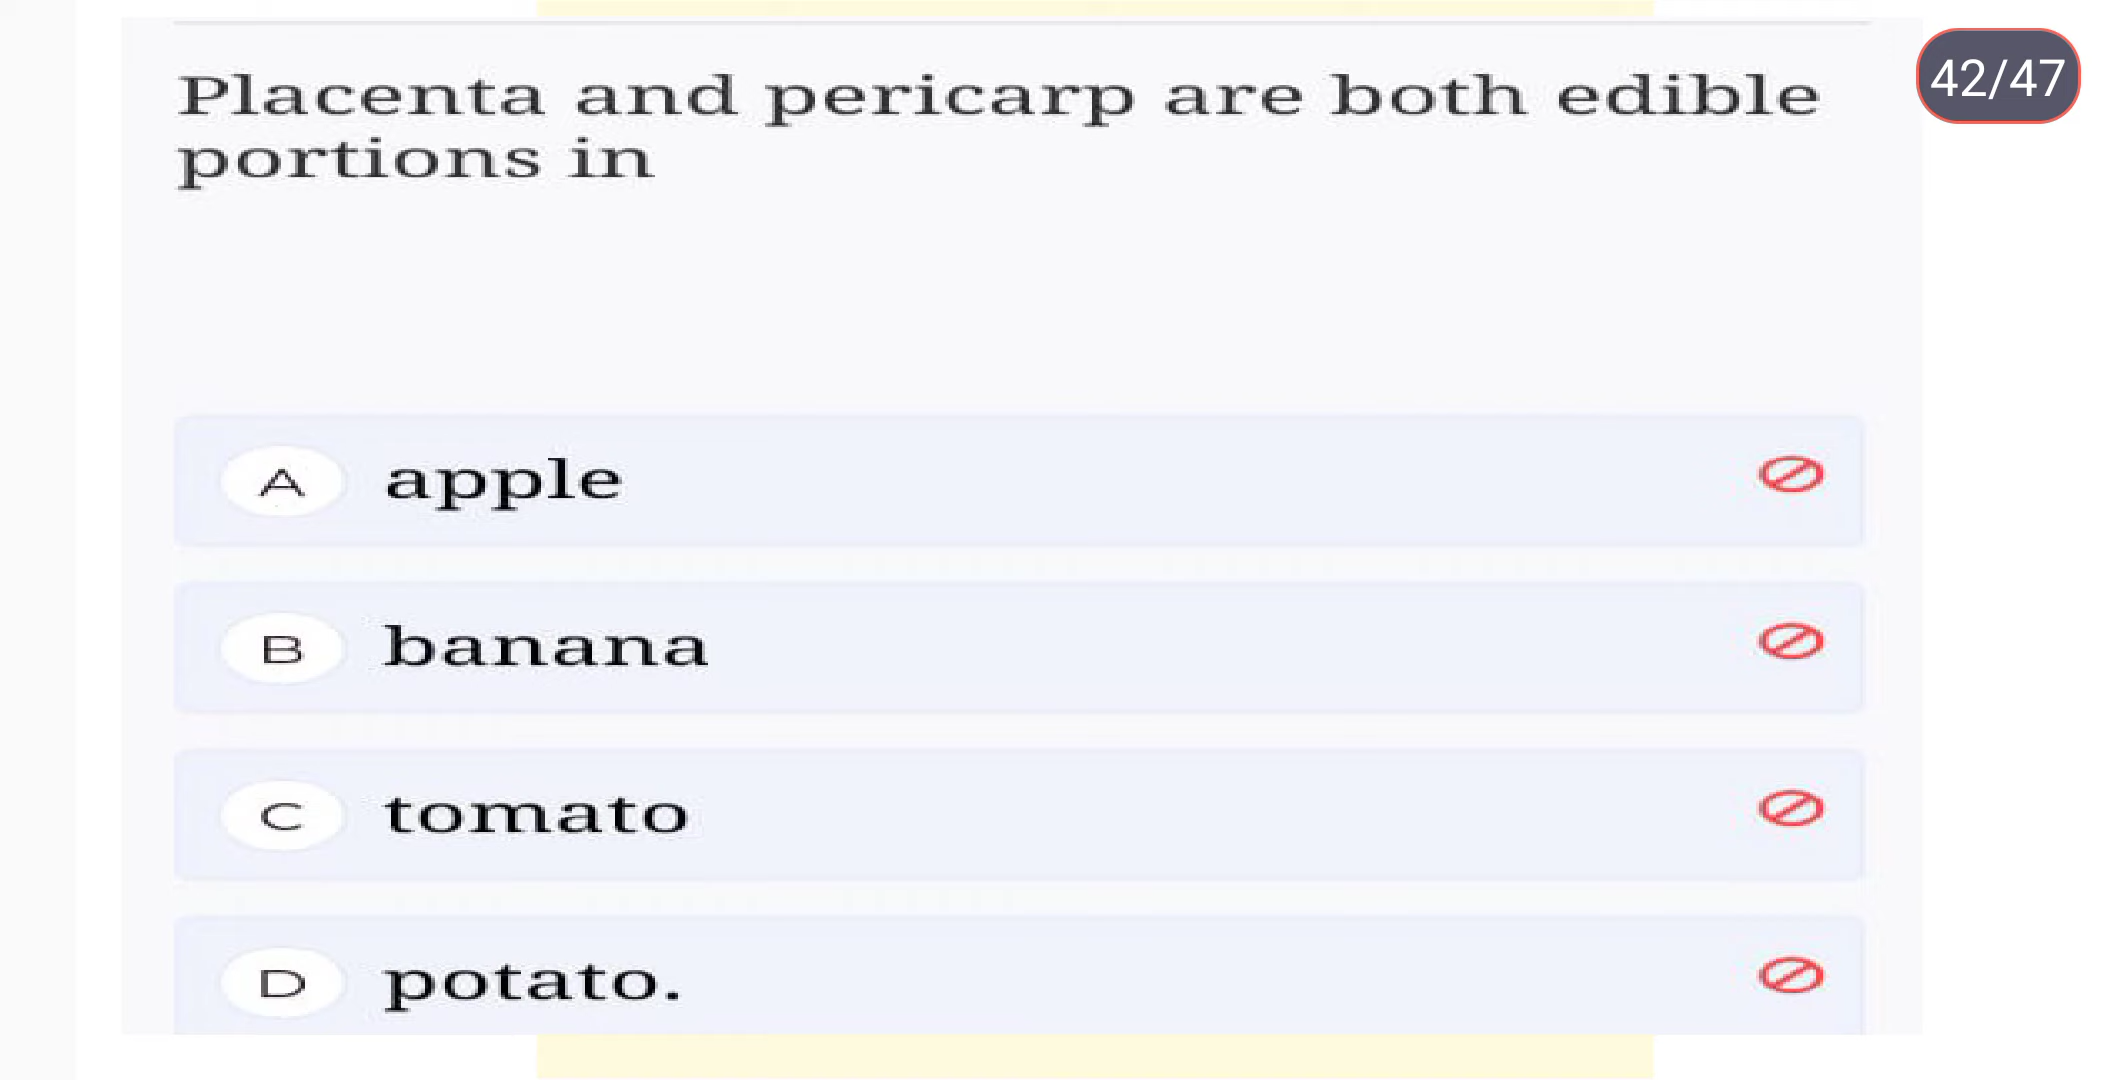 Placenta and pericarp are both edible
portions in
42/47
A apple
B banana
C tomato
D potato.